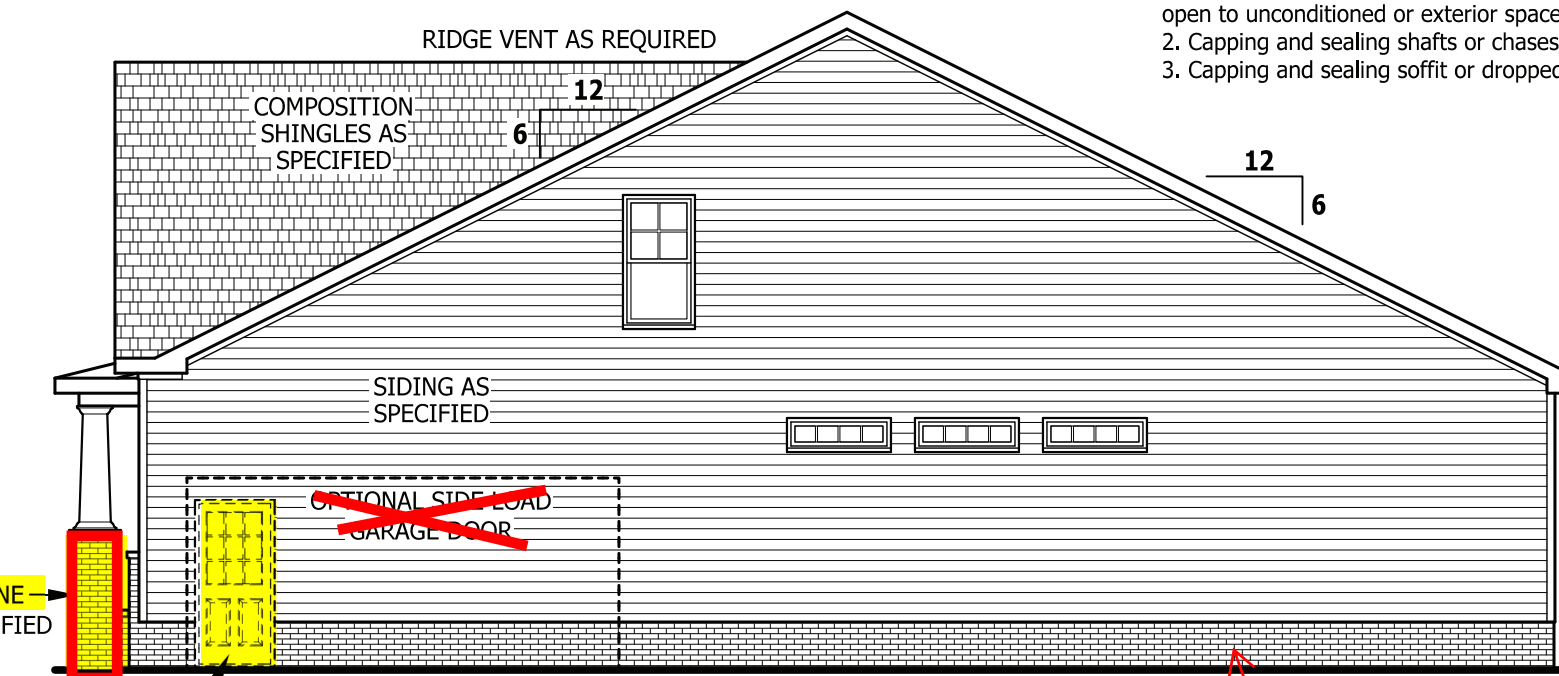 open to unconditioned or exterior space
2. Capping and sealing shafts or chases
3. Capping and sealing soffit or dropped
RIDGE VENT AS REQUIRED
COMPOSITION
SHINGLES AS
SPECIFIED
12
6
12
6
SIDING AS
SPECIFIED
OPTIONAL SIDE LOAD
GARAGE DOOR
NE
FIED